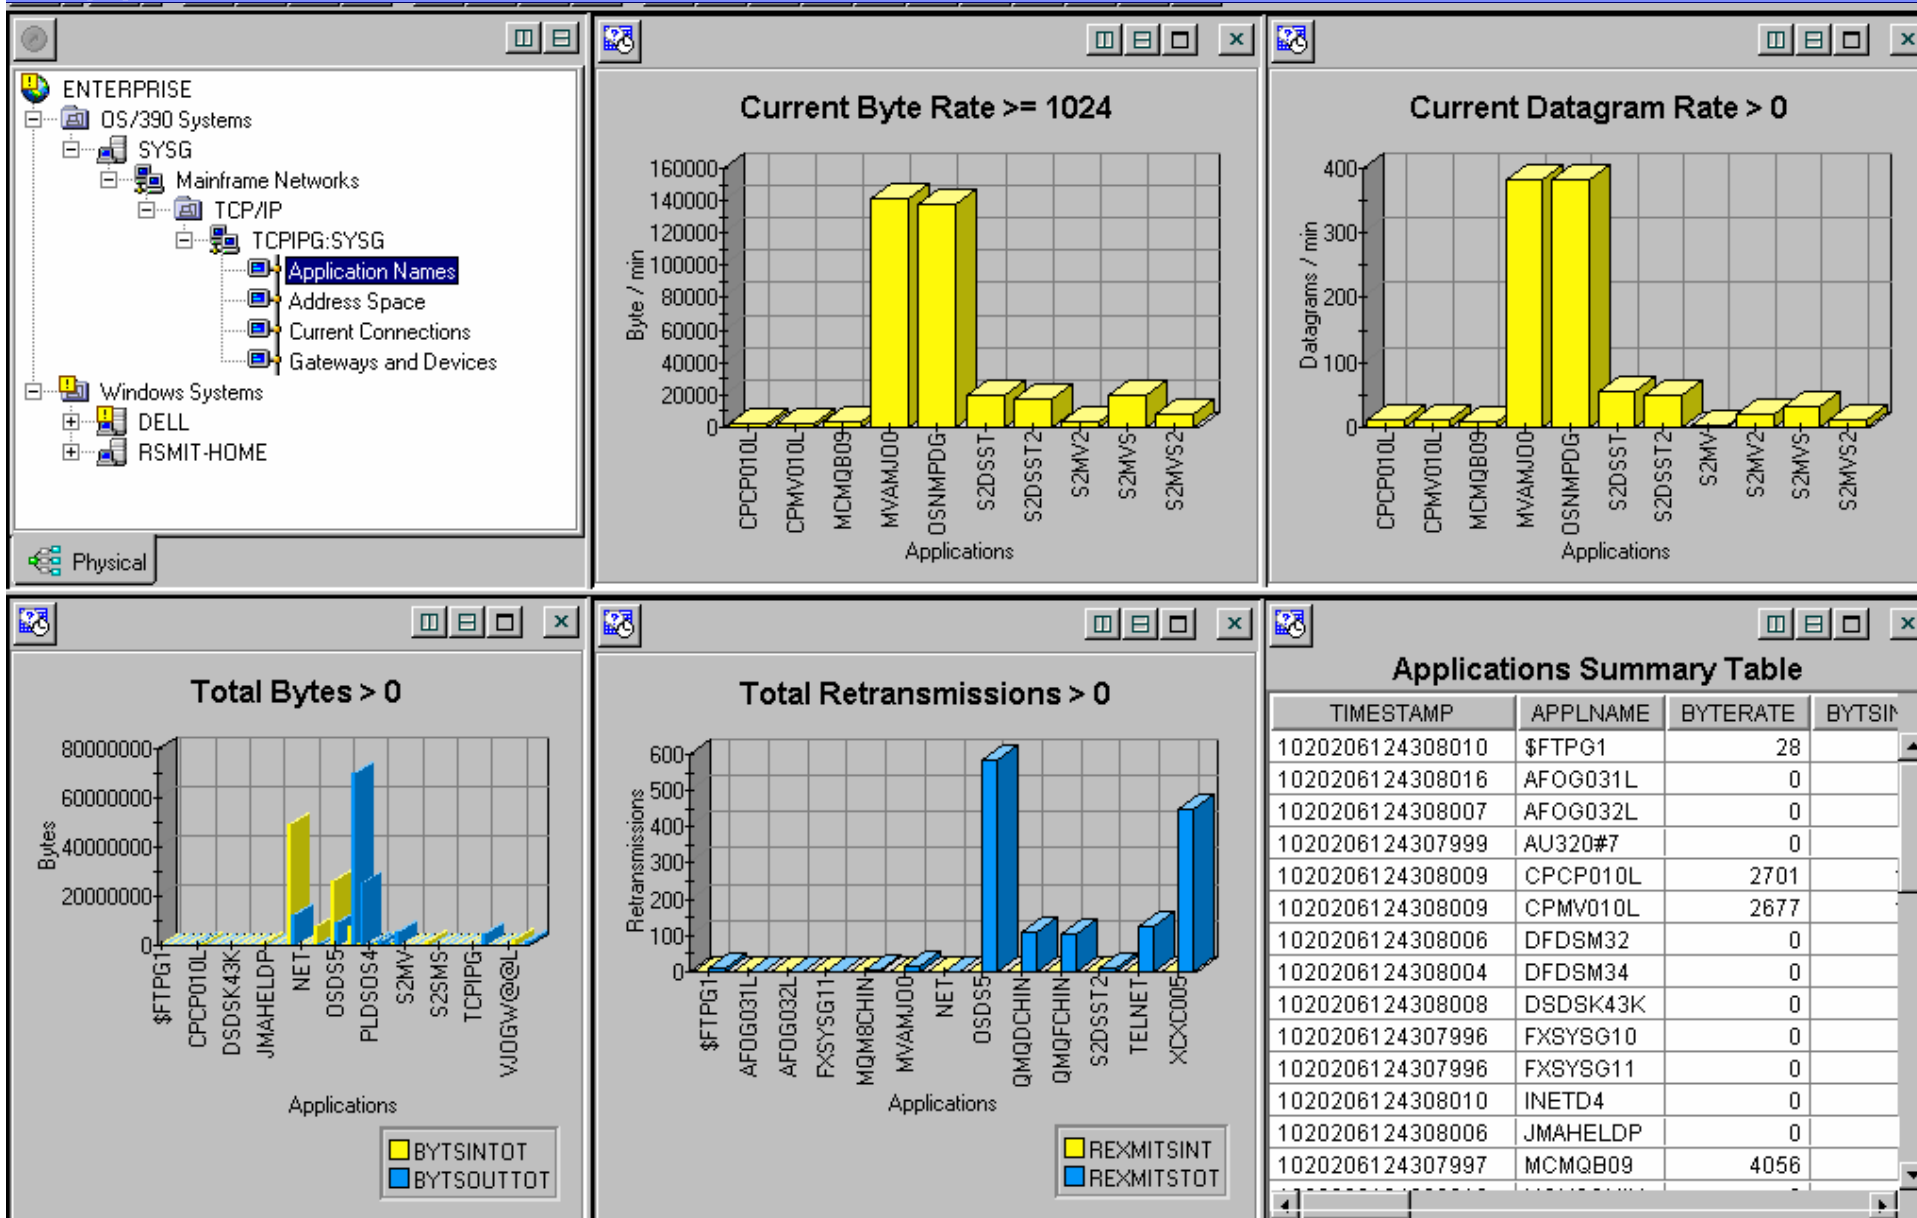 ENTERPRISE
OS/390 Systems
SYSG
Mainframe Networks
TCP/IP
TCPIPG:SYSG
Application Names
Address Space
Current Connections
Gateways and Devices
Windows Systems
DELL
RSMIT-HOME
Physical
Current Byte Rate >= 1024
160000
140000
120000
100000
80000
60000
40000
20000
0
Byte / min
CPCP010L
CPMV010L
MCMQB09
MVAMJ00
OSNMPDG
S2DSST
S2DSST2
S2MV2
S2MVS
S2MVS2
Applications
Current Datagram Rate > 0
400
300
200
100
0
Datagrams / min
CPCP010L
CPMV010L
MCMQB09
MVAMJ00
OSNMPDG
S2DSST
S2DSST2
S2MV
S2MV2
S2MVS
S2MVS2
Applications
Total Bytes > 0
80000000
60000000
40000000
20000000
0
Bytes
$FTPG1
CPCP010L
DSDSK43K
JMAHELDP
NET
OSDS5
PLDSOS4
S2MV
S2SMS
TCPIPG
VJOGW@@L
Applications
BYTSINTOT
BYTSOUTTOT
Total Retransmissions > 0
600
500
400
300
200
100
0
Retransmissions
$FTPG1
AFOG031L
AFOG032L
FXSYSG11
MQM8CHIN
MVAMJ00
NET
OSDS5
QMQDCHIN
QMQFCHIN
S2DSST2
TELNET
XCXC005
Applications
REXMITSINT
REXMITSTOT
Applications Summary Table
TIMESTAMP APPLNAME BYTERATE BYTSIN
1020206124308010 $FTPG1 28
1020206124308016 AFOG031L 0
1020206124308007 AFOG032L 0
1020206124307999 AU320#7 0
1020206124308009 CPCP010L 2701
1020206124308009 CPMV010L 2677
1020206124308006 DFDSM32 0
1020206124308004 DFDSM34 0
1020206124308008 DSDSK43K 0
1020206124307996 FXSYSG10 0
1020206124307996 FXSYSG11 0
1020206124308010 INETD4 0
1020206124308006 JMAHELDP 0
1020206124307997 MCMQB09 4056